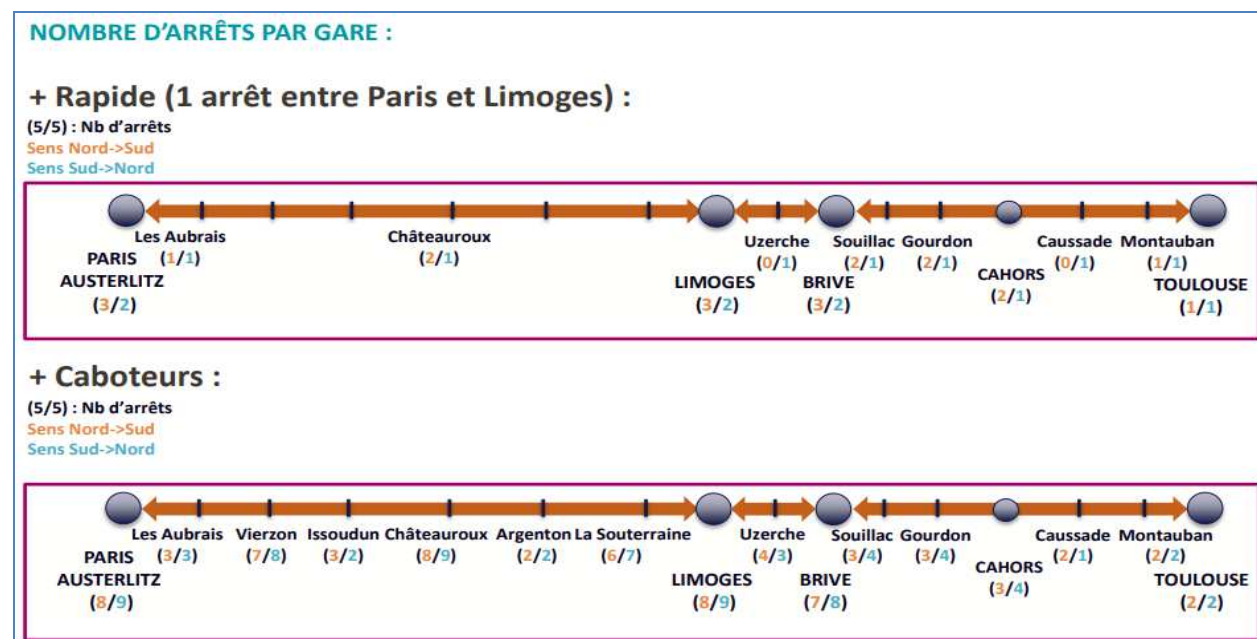 NOMBRE D'ARRÊTS PAR GARE :
+ Rapide (1 arrêt entre Paris et Limoges) :
(5/5) : Nb d'arrêts
Sens Nord->Sud
Sens Sud->Nord
PARIS
AUSTERLITZ
(3/2)
Les Aubrais
(1/1)
Châteauroux
(2/1)
LIMOGES
(3/2)
Uzerche
(0/1)
BRIVE
(3/2)
Souillac
(2/1)
Gourdon
(2/1)
CAHORS
(2/1)
Caussade
(0/1)
Montauban
(1/1)
TOULOUSE
(1/1)
+ Caboteurs :
(5/5) : Nb d'arrêts
Sens Nord->Sud
Sens Sud->Nord
PARIS
AUSTERLITZ
(8/9)
Les Aubrais
(3/3)
Vierzon
(7/8)
Issoudun
(3/2)
Châteauroux
(8/9)
Argenton
(2/2)
La Souterraine
(6/7)
LIMOGES
(8/9)
Uzerche
(4/3)
BRIVE
(7/8)
Souillac
(3/4)
Gourdon
(3/4)
CAHORS
(3/4)
Caussade
(2/1)
Montauban
(2/2)
TOULOUSE
(2/2)